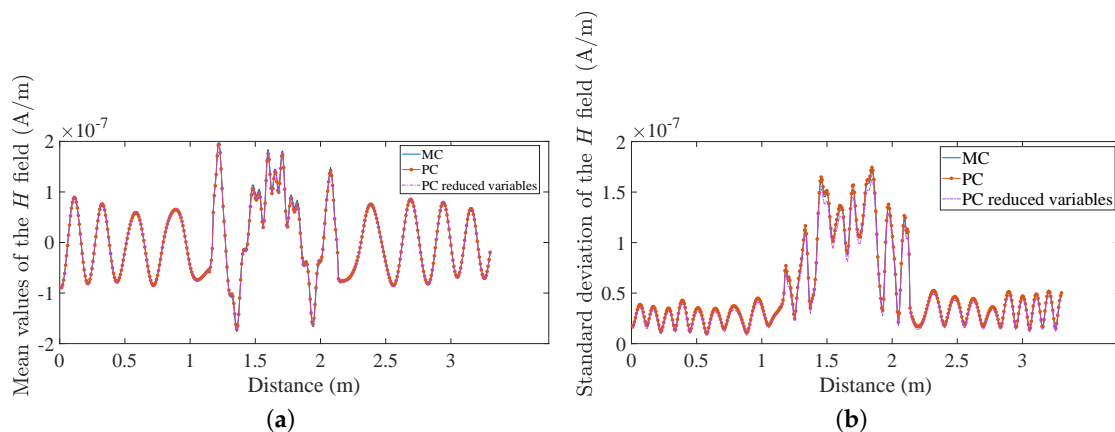 Mean values of the H field (A/m)
×10⁻⁷
2
1
0
-1
-2
0
0.5
1
1.5
2
2.5
3
Distance (m)
MC
PC
PC reduced variables
(a)
Standard deviation of the H field (A/m)
×10⁻⁷
2
1.5
1
0.5
0
0
0.5
1
1.5
2
2.5
3
Distance (m)
MC
PC
PC reduced variables
(b)